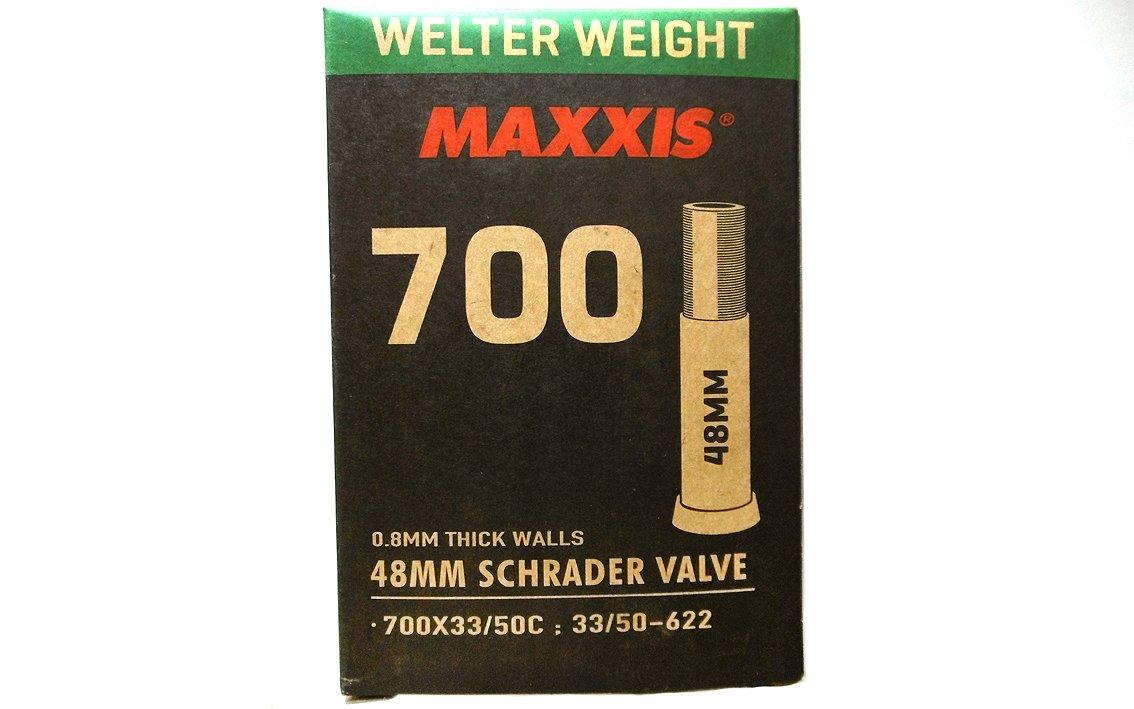 WELTER WEIGHT
MAXXIS®
700
48MM
0.8MM THICK WALLS
48MM SCHRADER VALVE
·700X33/50C ; 33/50-622